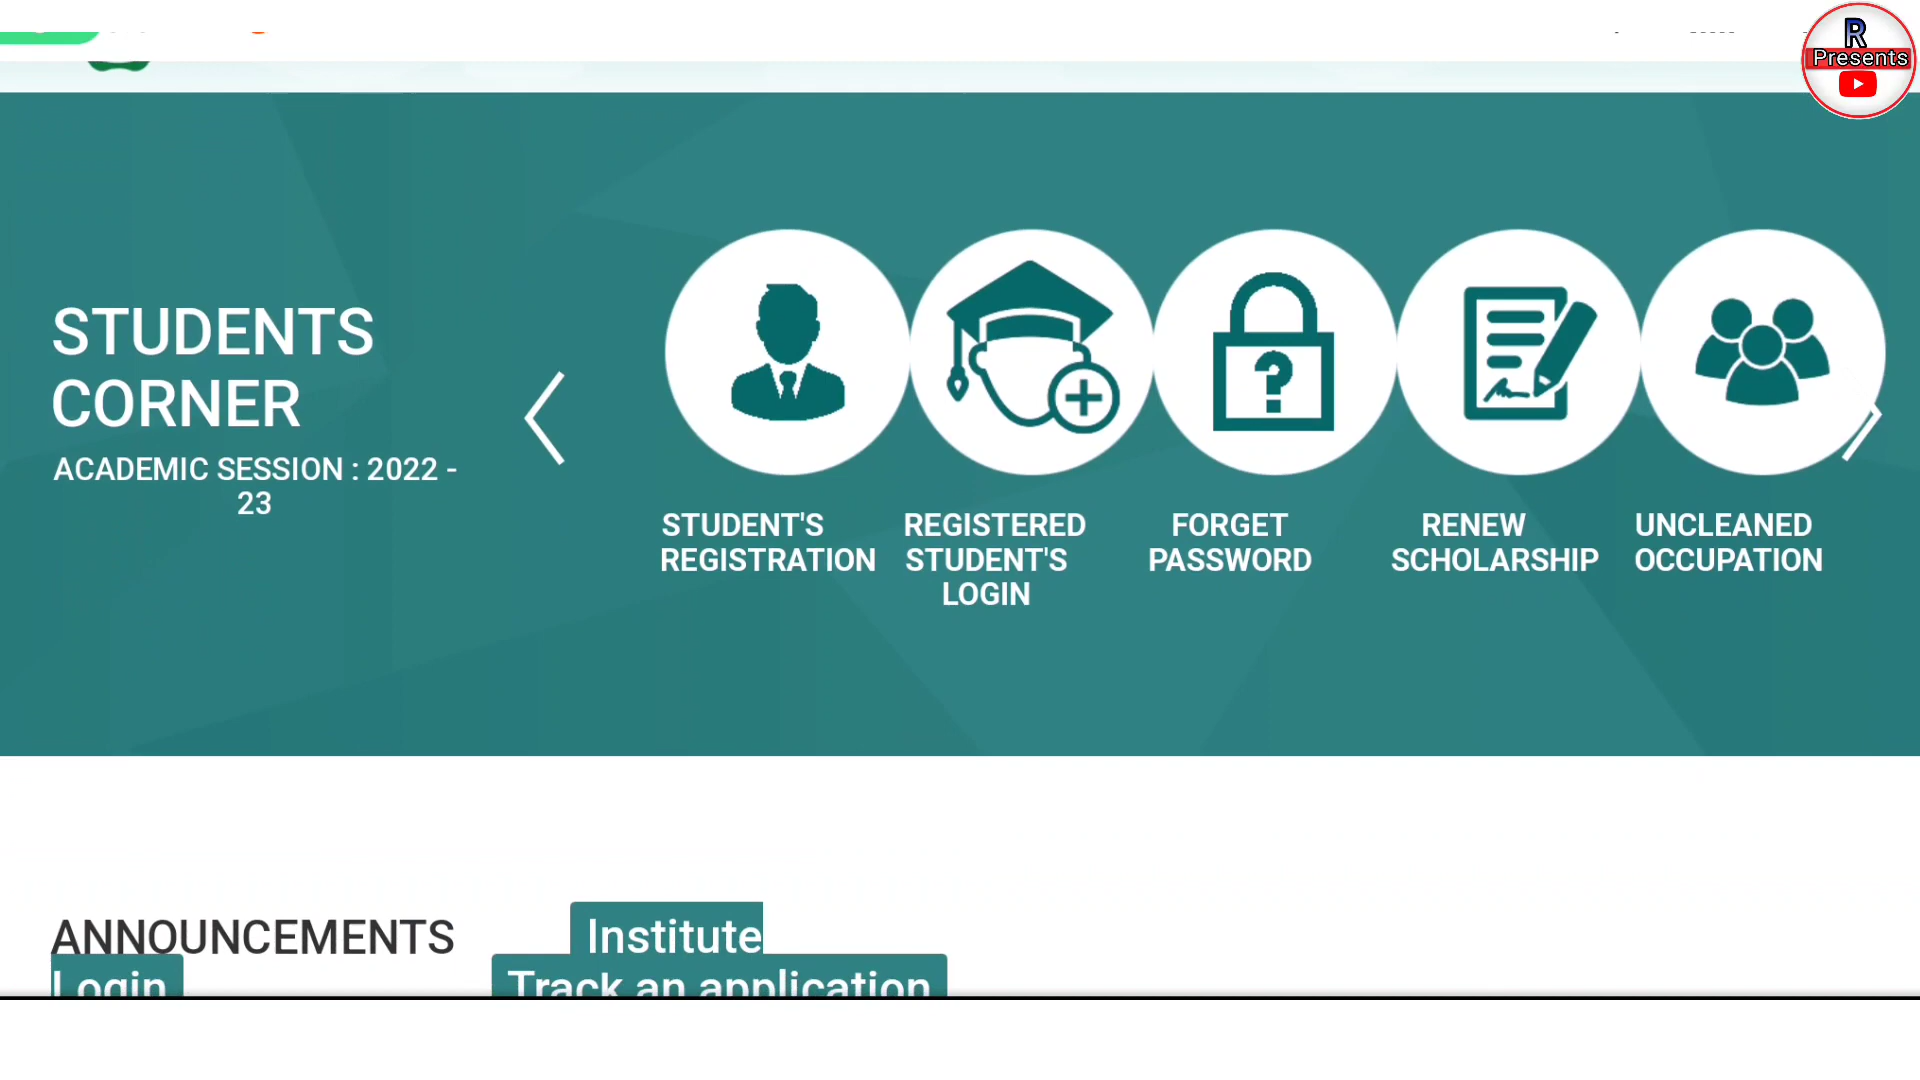 R
Presents
STUDENTS
CORNER
ACADEMIC SESSION : 2022 -
23
STUDENT'S
REGISTRATION
REGISTERED
STUDENT'S
LOGIN
FORGET
PASSWORD
RENEW
SCHOLARSHIP
UNCLEANED
OCCUPATION
ANNOUNCEMENTS
Institute
Login
Track an application